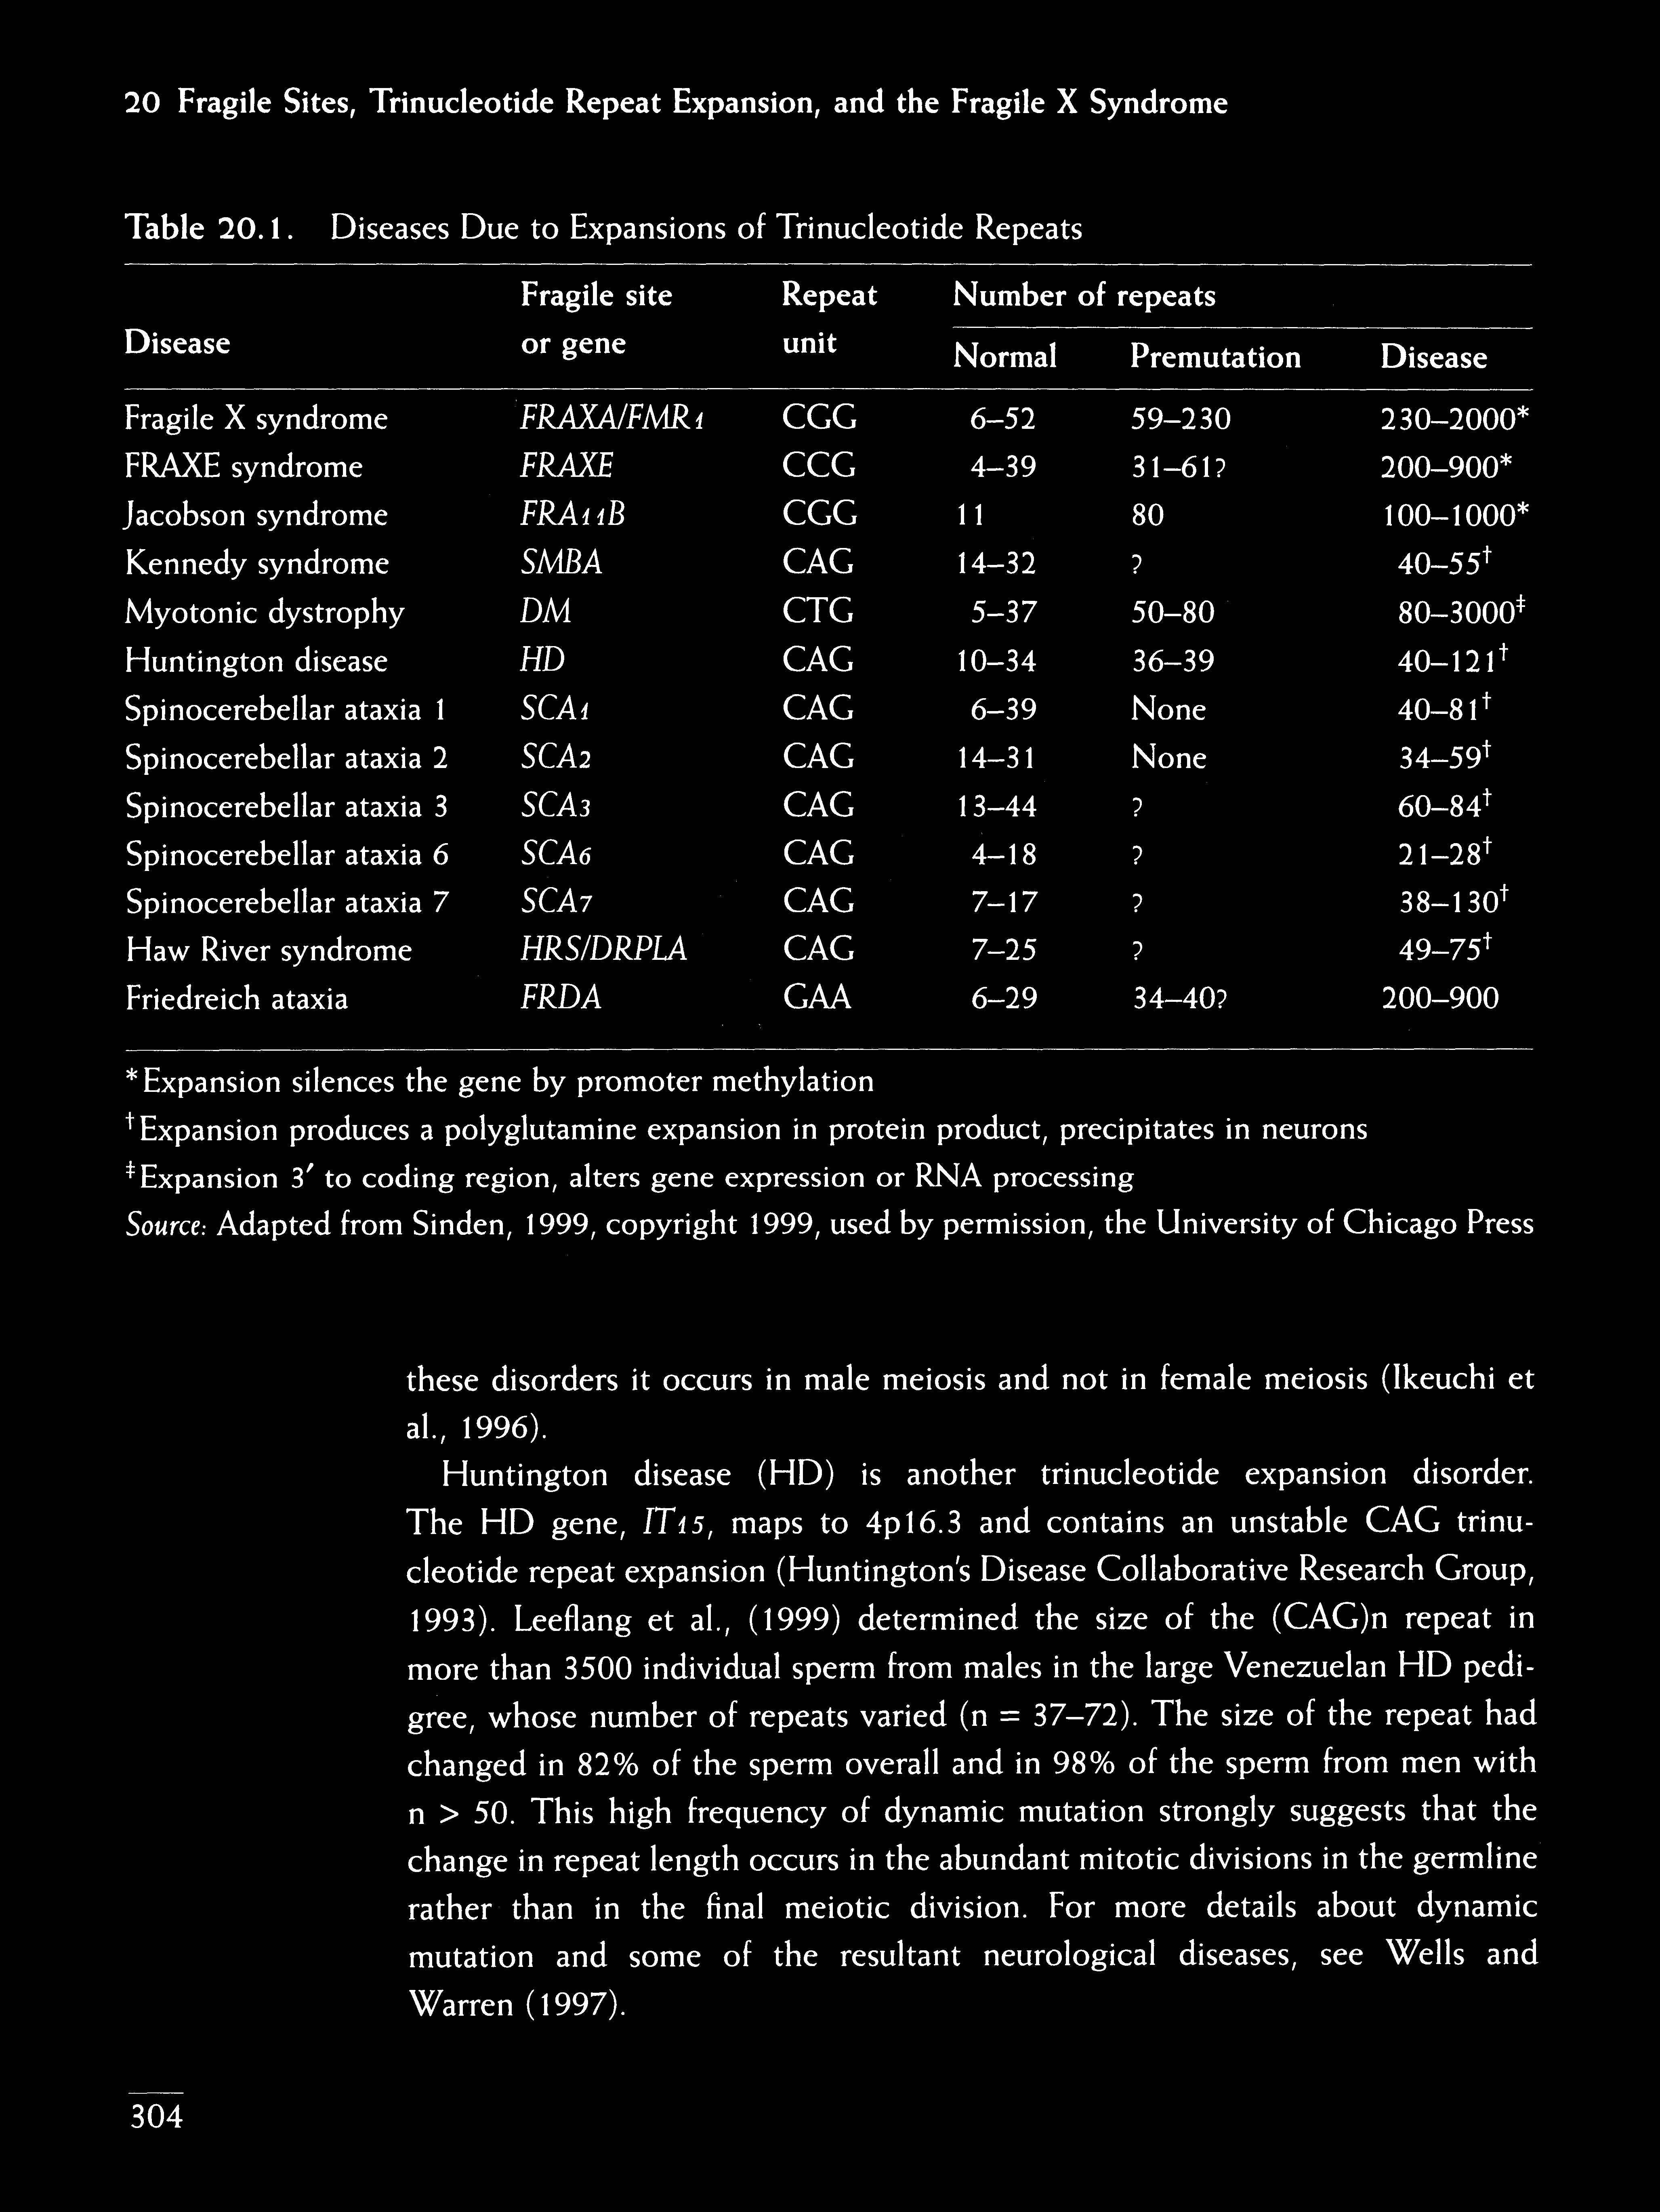 20 Fragile Sites, Trinucleotide Repeat Expansion, and the Fragile X Syndrome
Table 20.1. Diseases Due to Expansions of Trinucleotide Repeats
Fragile site Repeat Number of repeats
Disease or gene unit Normal Premutation Disease
Fragile X syndrome FRAXA/FMR1 CGG 6–52 59–230 230–2000*
FRAXE syndrome FRAXE CCG 4–39 31–61? 200–900*
Jacobson syndrome FRA11B CGG 11 80 100–1000*
Kennedy syndrome SMBA CAG 14–32 ? 40–55†
Myotonic dystrophy DM CTG 5–37 50–80 80–3000‡
Huntington disease HD CAG 10–34 36–39 40–121†
Spinocerebellar ataxia 1 SCA1 CAG 6–39 None 40–81†
Spinocerebellar ataxia 2 SCA2 CAG 14–31 None 34–59†
Spinocerebellar ataxia 3 SCA3 CAG 13–44 ? 60–84†
Spinocerebellar ataxia 6 SCA6 CAG 4–18 ? 21–28†
Spinocerebellar ataxia 7 SCA7 CAG 7–17 ? 38–130†
Haw River syndrome HRS/DRPLA CAG 7–25 ? 49–75†
Friedreich ataxia FRDA GAA 6–29 34–40? 200–900
*Expansion silences the gene by promoter methylation
†Expansion produces a polyglutamine expansion in protein product, precipitates in neurons
‡Expansion 3′ to coding region, alters gene expression or RNA processing
Source: Adapted from Sinden, 1999, copyright 1999, used by permission, the University of Chicago Press
these disorders it occurs in male meiosis and not in female meiosis (Ikeuchi et
al., 1996).
Huntington disease (HD) is another trinucleotide expansion disorder.
The HD gene, IT15, maps to 4p16.3 and contains an unstable CAG trinu-
cleotide repeat expansion (Huntington's Disease Collaborative Research Group,
1993). Leeflang et al., (1999) determined the size of the (CAG)n repeat in
more than 3500 individual sperm from males in the large Venezuelan HD pedi-
gree, whose number of repeats varied (n = 37–72). The size of the repeat had
changed in 82% of the sperm overall and in 98% of the sperm from men with
n > 50. This high frequency of dynamic mutation strongly suggests that the
change in repeat length occurs in the abundant mitotic divisions in the germline
rather than in the final meiotic division. For more details about dynamic
mutation and some of the resultant neurological diseases, see Wells and
Warren (1997).
304